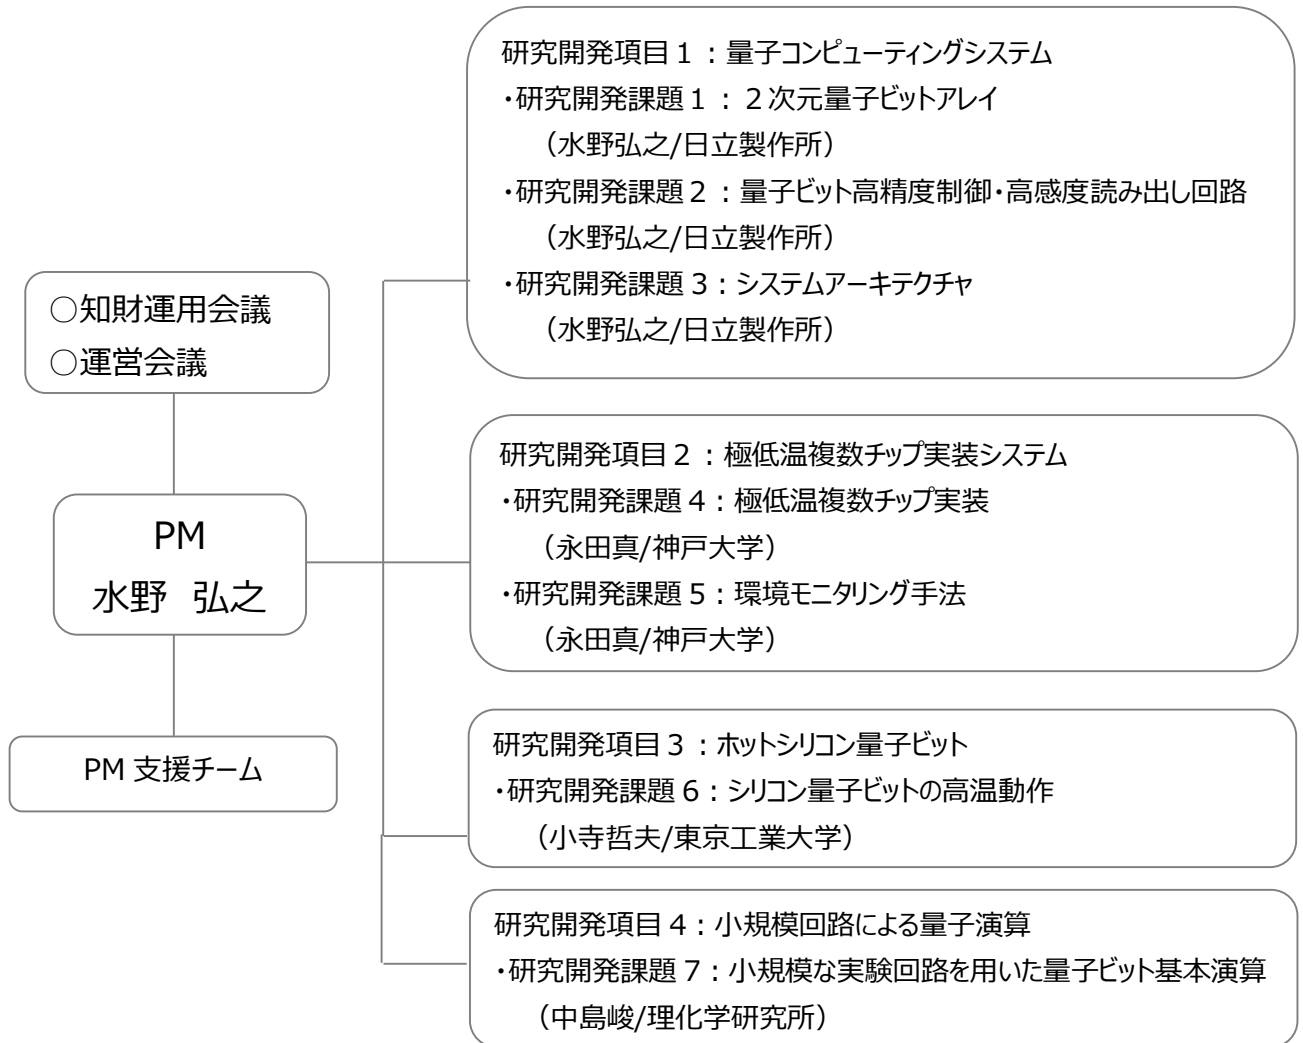 ○知財運用会議
○運営会議
PM
水野　弘之
PM 支援チーム
研究開発項目１：量子コンピューティングシステム
・研究開発課題１：２次元量子ビットアレイ
（水野弘之/日立製作所）
・研究開発課題２：量子ビット高精度制御・高感度読み出し回路
（水野弘之/日立製作所）
・研究開発課題３：システムアーキテクチャ
（水野弘之/日立製作所）
研究開発項目２：極低温複数チップ実装システム
・研究開発課題４：極低温複数チップ実装
（永田真/神戸大学）
・研究開発課題５：環境モニタリング手法
（永田真/神戸大学）
研究開発項目３：ホットシリコン量子ビット
・研究開発課題６：シリコン量子ビットの高温動作
（小寺哲夫/東京工業大学）
研究開発項目４：小規模回路による量子演算
・研究開発課題７：小規模な実験回路を用いた量子ビット基本演算
（中島峻/理化学研究所）